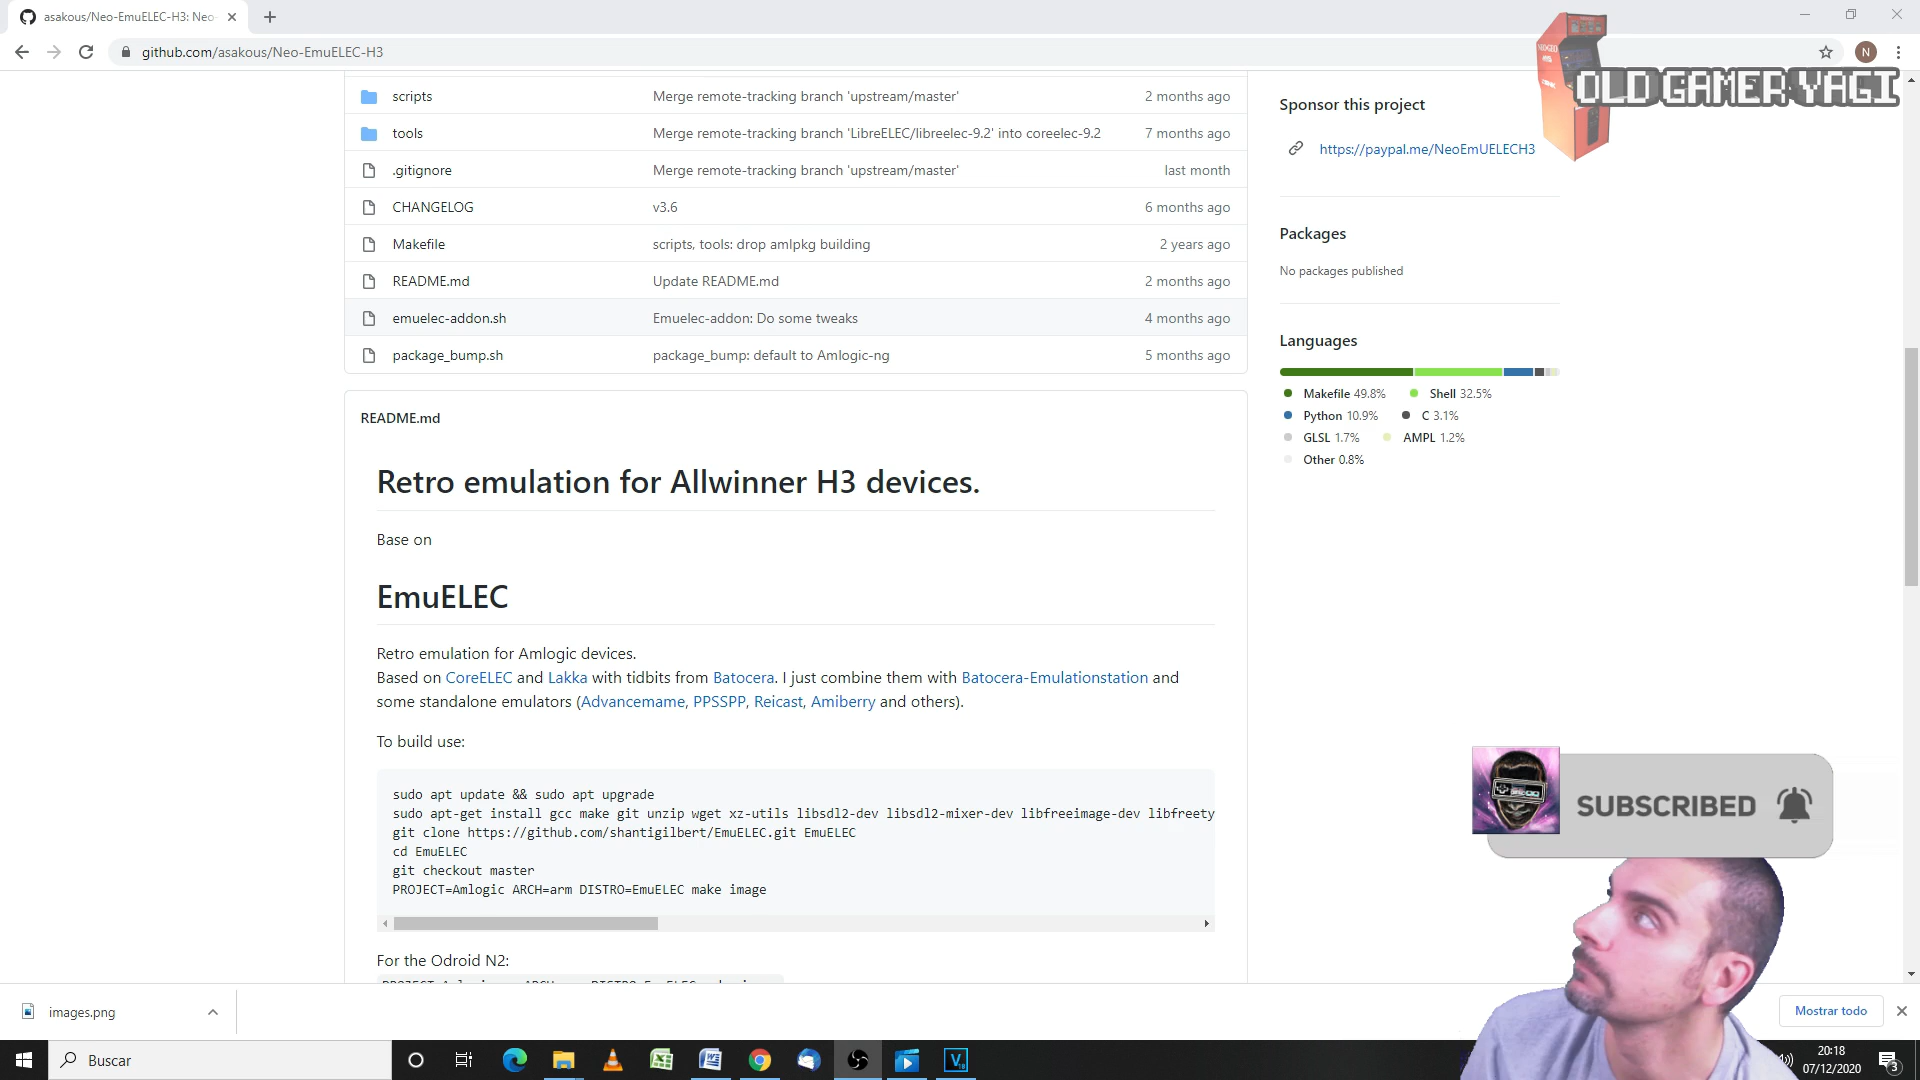 asakous/Neo-EmuELEC-H3: Neo-
github.com/asakous/Neo-EmuELEC-H3
N
OLD GAMER YAGI
scripts Merge remote-tracking branch 'upstream/master' 2 months ago
tools Merge remote-tracking branch 'LibreELEC/libreelec-9.2' into coreelec-9.2 7 months ago
.gitignore Merge remote-tracking branch 'upstream/master' last month
CHANGELOG v3.6 6 months ago
Makefile scripts, tools: drop amlpkg building 2 years ago
README.md Update README.md 2 months ago
emuelec-addon.sh Emuelec-addon: Do some tweaks 4 months ago
package_bump.sh package_bump: default to Amlogic-ng 5 months ago
Sponsor this project
https://paypal.me/NeoEmUELECH3
Packages
No packages published
Languages
Makefile 49.8% Shell 32.5%
Python 10.9% C 3.1%
GLSL 1.7% AMPL 1.2%
Other 0.8%
README.md
Retro emulation for Allwinner H3 devices.
Base on
EmuELEC
Retro emulation for Amlogic devices.
Based on CoreELEC and Lakka with tidbits from Batocera. I just combine them with Batocera-Emulationstation and
some standalone emulators (Advancemame, PPSSPP, Reicast, Amiberry and others).
To build use:
sudo apt update && sudo apt upgrade
sudo apt-get install gcc make git unzip wget xz-utils libsdl2-dev libsdl2-mixer-dev libfreeimage-dev libfreety
git clone https://github.com/shantigilbert/EmuELEC.git EmuELEC
cd EmuELEC
git checkout master
PROJECT=Amlogic ARCH=arm DISTRO=EmuELEC make image
For the Odroid N2:
SUBSCRIBED
images.png
Mostrar todo
Buscar
20:18
07/12/2020
3